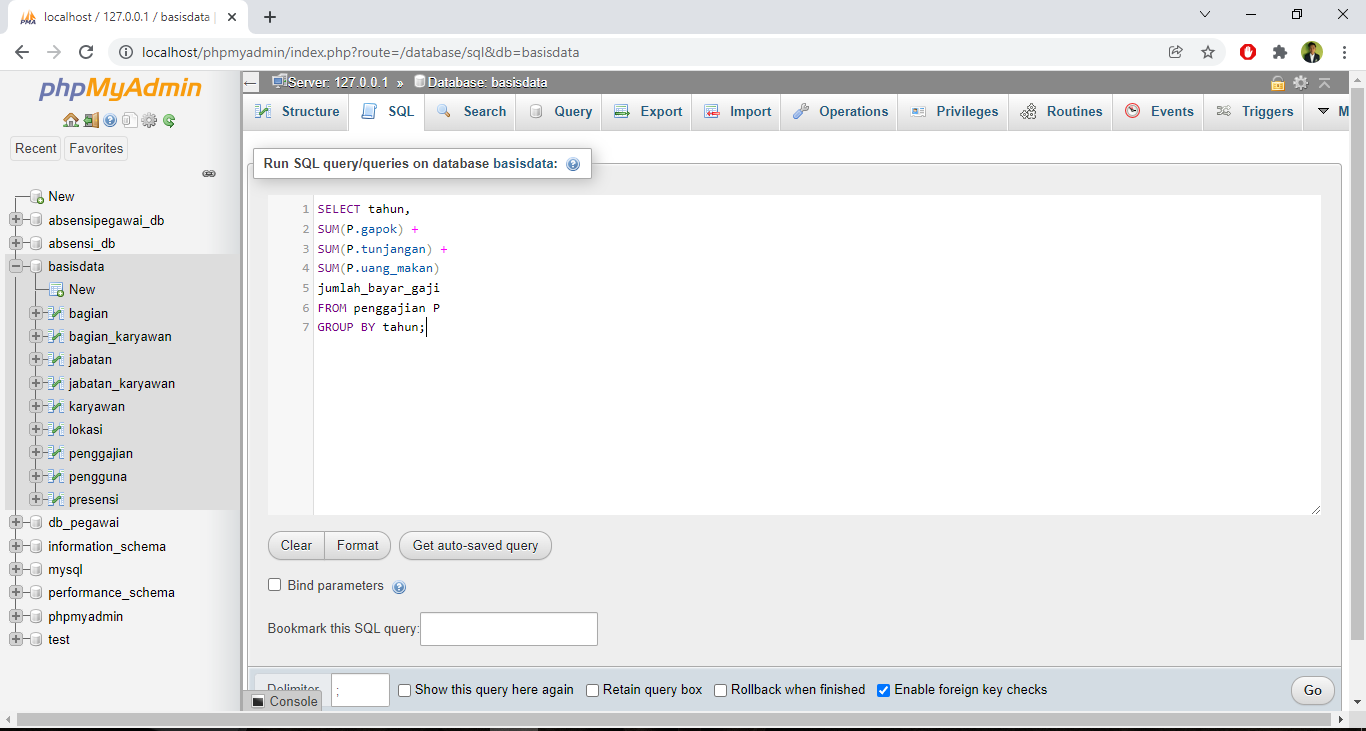 localhost / 127.0.0.1 / basisdata |
localhost/phpmyadmin/index.php?route=/database/sql&db=basisdata
phpMyAdmin
Recent Favorites
New
absensipegawai_db
absensi_db
basisdata
New
bagian
bagian_karyawan
jabatan
jabatan_karyawan
karyawan
lokasi
penggajian
pengguna
presensi
db_pegawai
information_schema
mysql
performance_schema
phpmyadmin
test
Server: 127.0.0.1 » Database: basisdata
Structure SQL Search Query Export Import Operations Privileges Routines Events Triggers M
Run SQL query/queries on database basisdata:
1 SELECT tahun,
2 SUM(P.gapok) +
3 SUM(P.tunjangan) +
4 SUM(P.uang_makan)
5 jumlah_bayar_gaji
6 FROM penggajian P
7 GROUP BY tahun;
Clear Format Get auto-saved query
Bind parameters
Bookmark this SQL query:
Delimiter ; Show this query here again Retain query box Rollback when finished Enable foreign key checks Go
Console